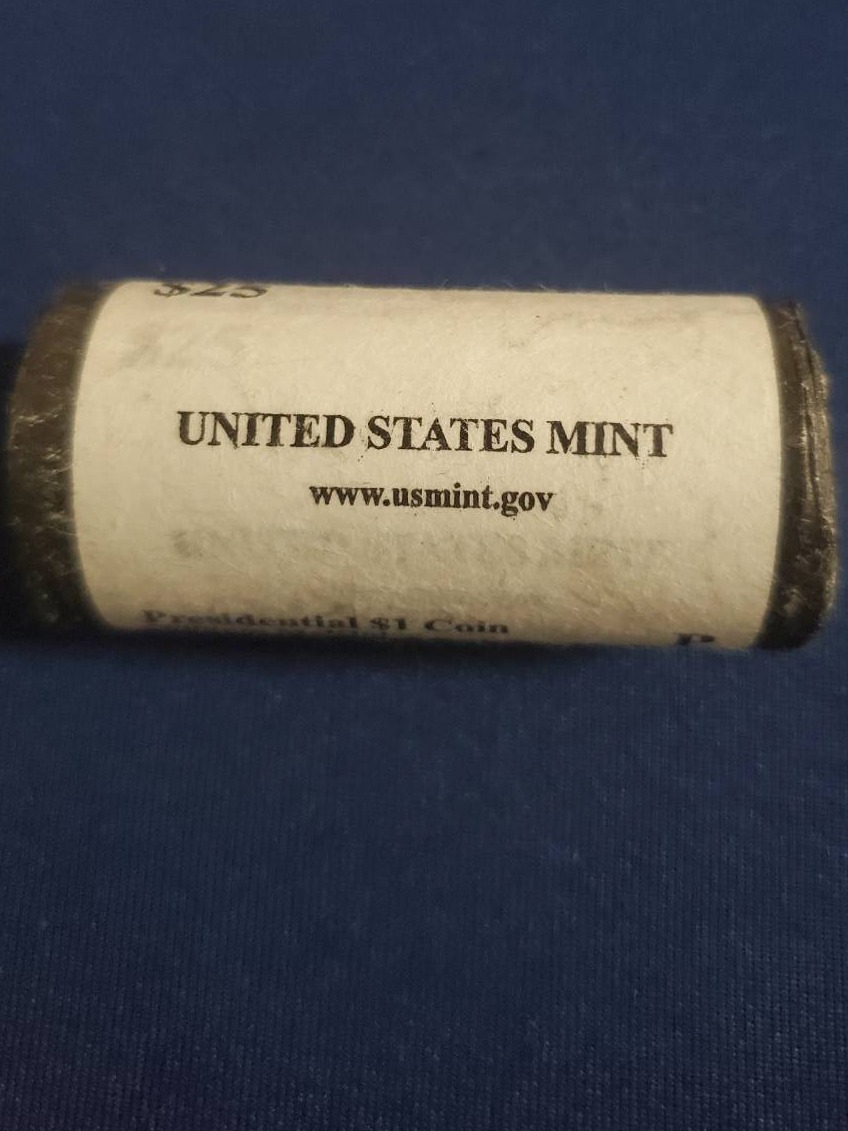 $25
UNITED STATES MINT
www.usmint.gov
Presidential $1 Coin P